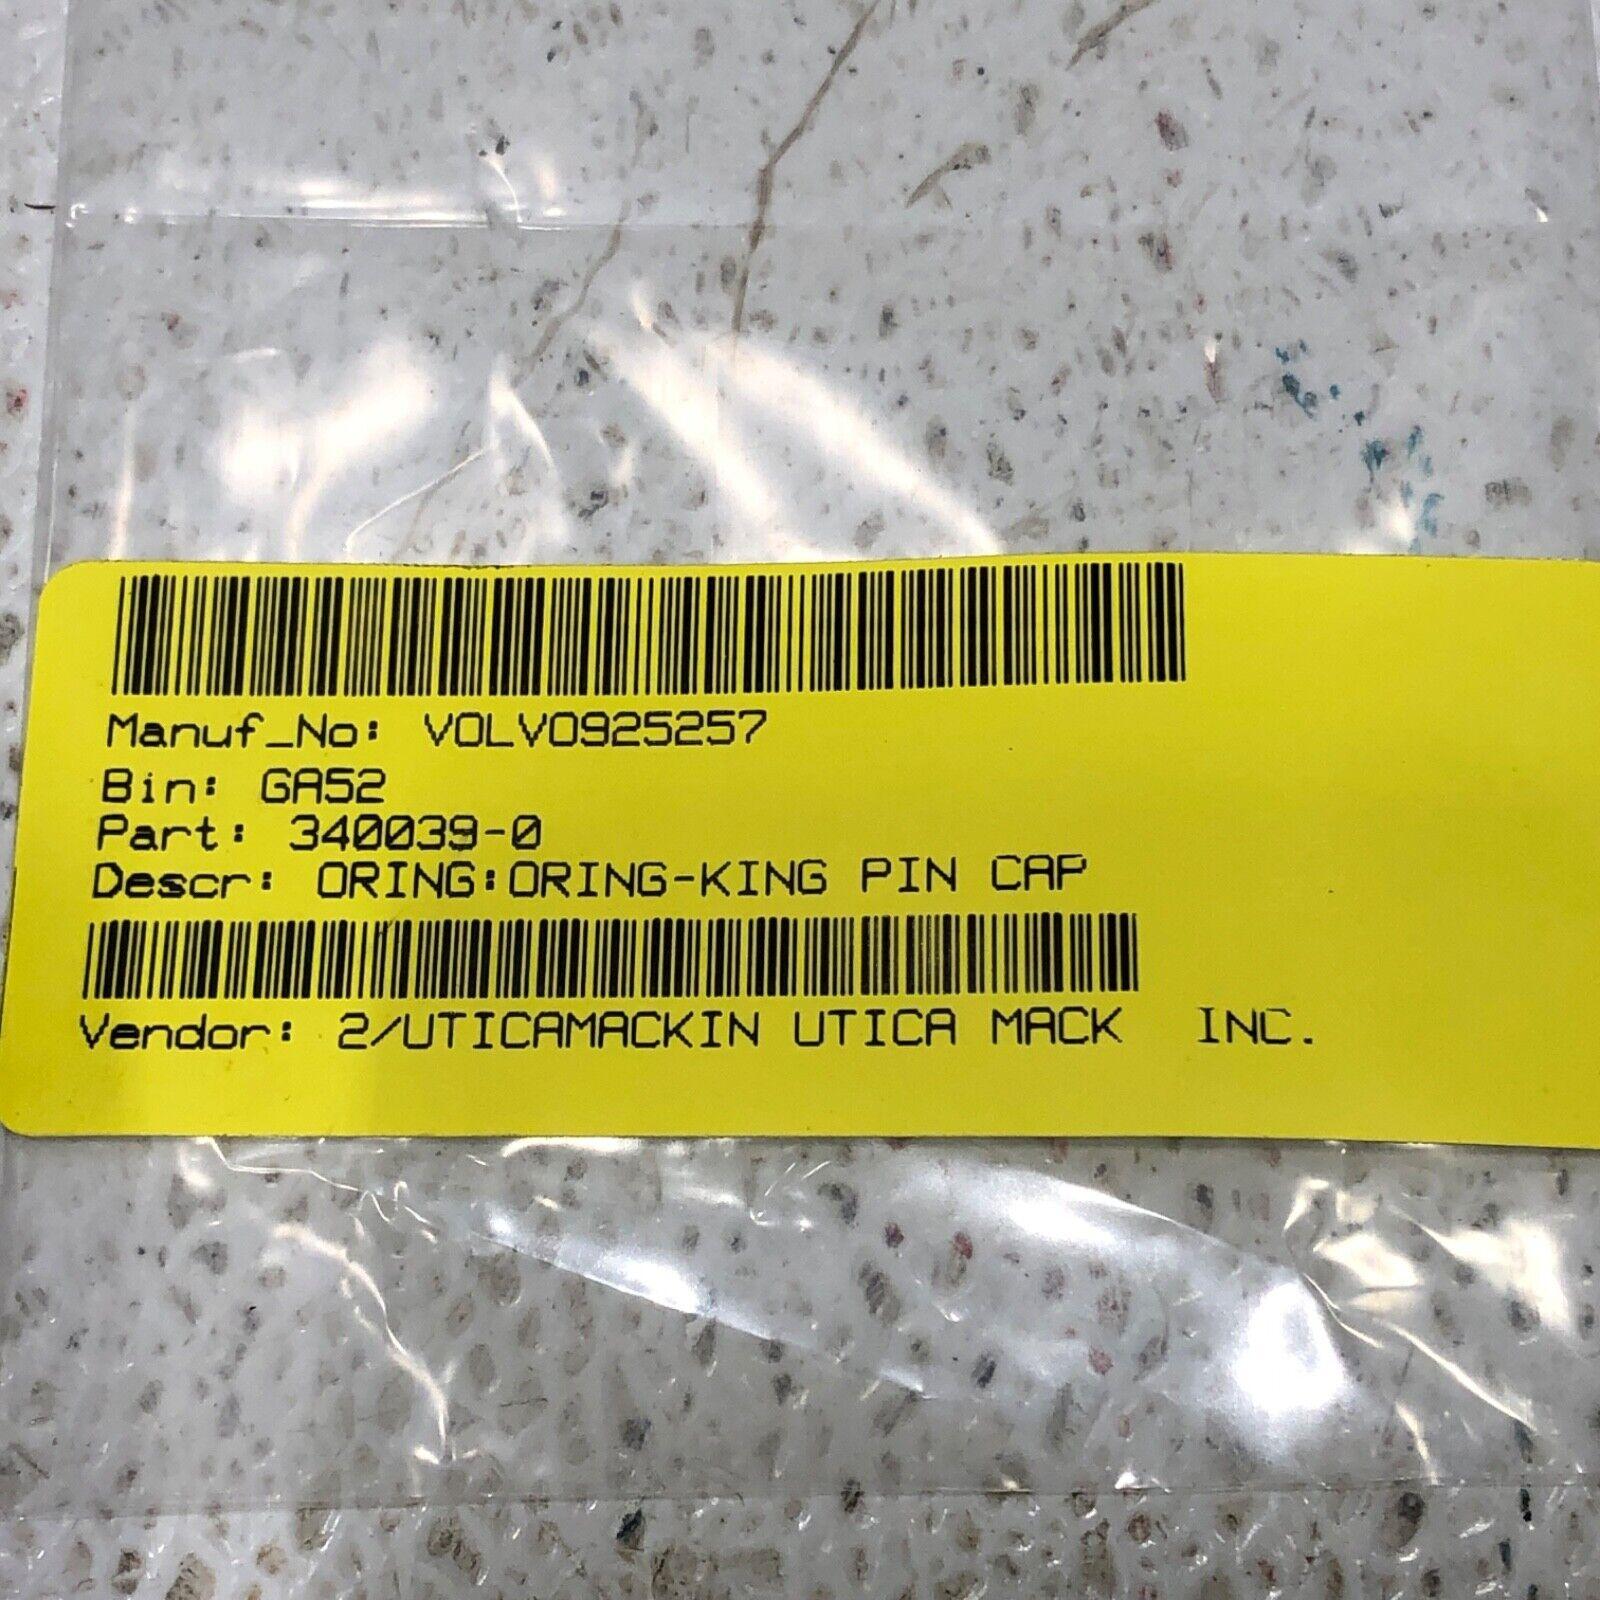 Manuf_No: VOLVO925257
Bin: GA52
Part: 340039-0
Descr: ORING:ORING-KING PIN CAP
Vendor: 2/UTICAMACKIN UTICA MACK INC.